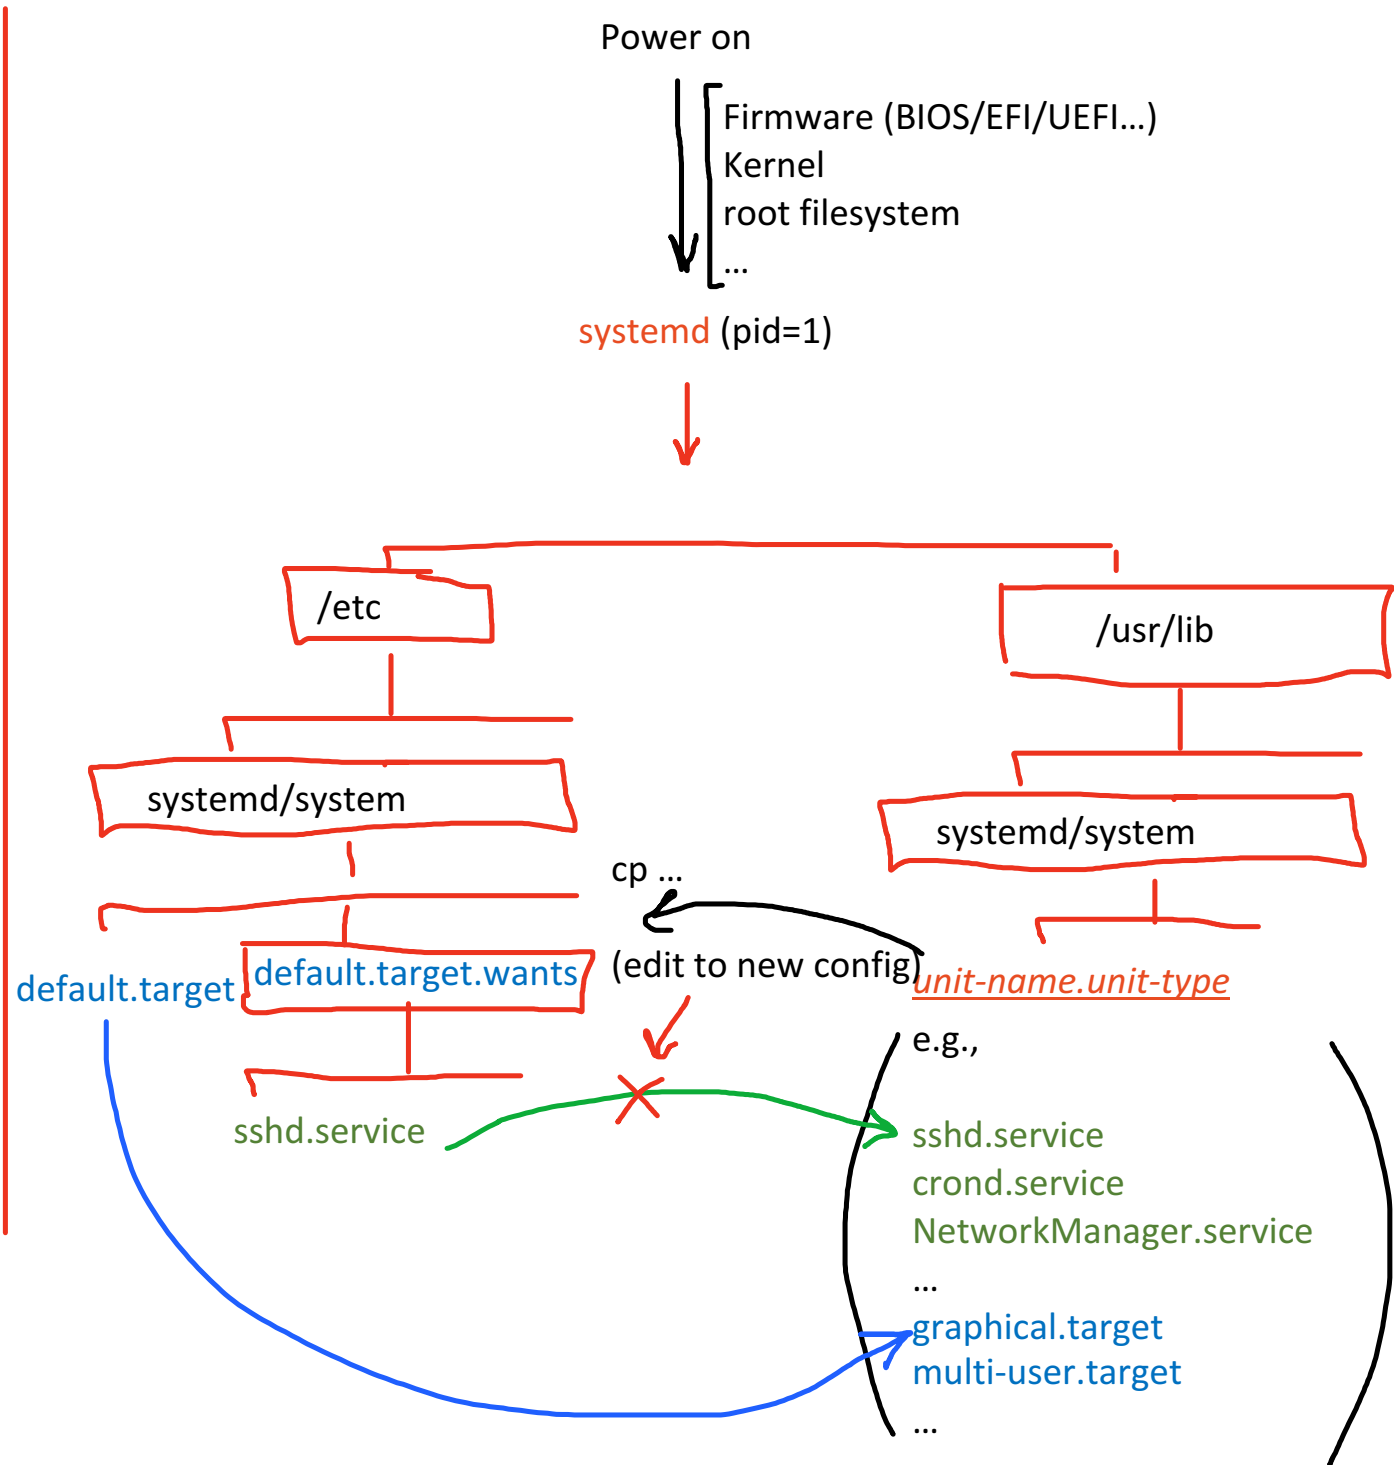 Power on
Firmware (BIOS/EFI/UEFI…)
Kernel
root filesystem
…
systemd (pid=1)
/etc
/usr/lib
systemd/system
systemd/system
cp …
default.target
default.target.wants
(edit to new config)
unit-name.unit-type
e.g.,
sshd.service
sshd.service
crond.service
NetworkManager.service
…
graphical.target
multi-user.target
…